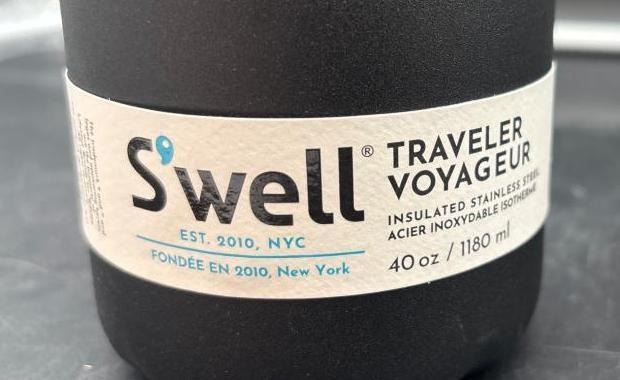 S'well®
EST. 2010, NYC
FONDÉE EN 2010, New York
TRAVELER
VOYAGEUR
INSULATED STAINLESS STEEL
ACIER INOXYDABLE ISOTHERME
40 oz / 1180 ml